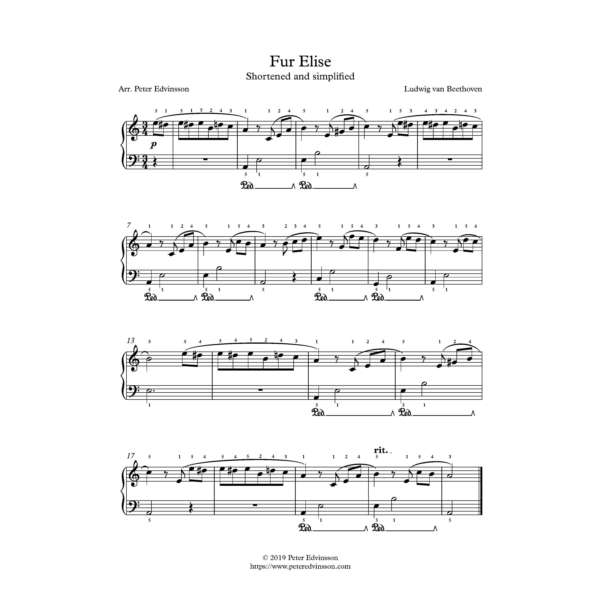 Fur Elise
Shortened and simplified
Arr. Peter Edvinsson
Ludwig van Beethoven
7
13
17
rit.
© 2019 Peter Edvinsson
https://www.peteredvinsson.com